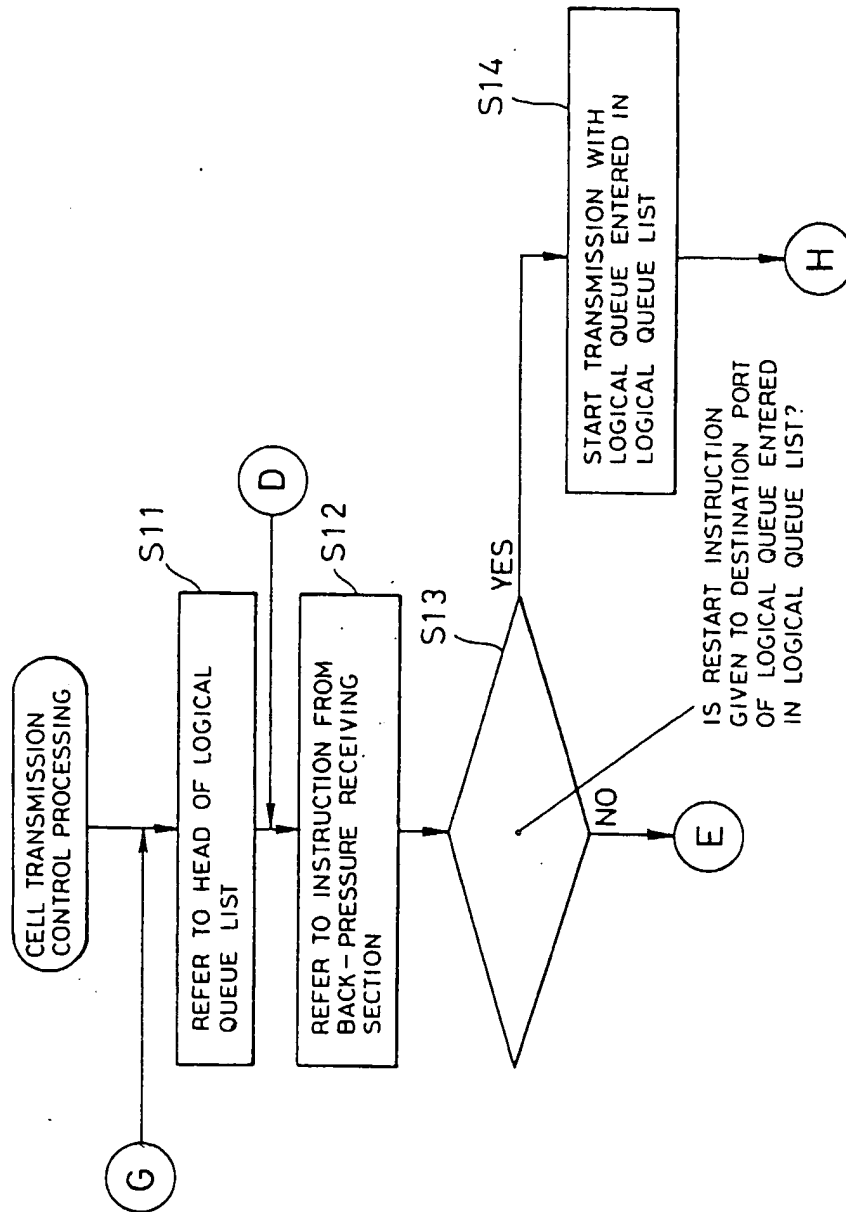 CELL TRANSMISSION
CONTROL PROCESSING
G
S11
REFER TO HEAD OF LOGICAL
QUEUE LIST
D
S12
REFER TO INSTRUCTION FROM
BACK-PRESSURE RECEIVING
SECTION
S13
YES
S14
START TRANSMISSION WITH
LOGICAL QUEUE ENTERED IN
LOGICAL QUEUE LIST
H
IS RESTART INSTRUCTION
GIVEN TO DESTINATION PORT
OF LOGICAL QUEUE ENTERED
IN LOGICAL QUEUE LIST?
NO
E